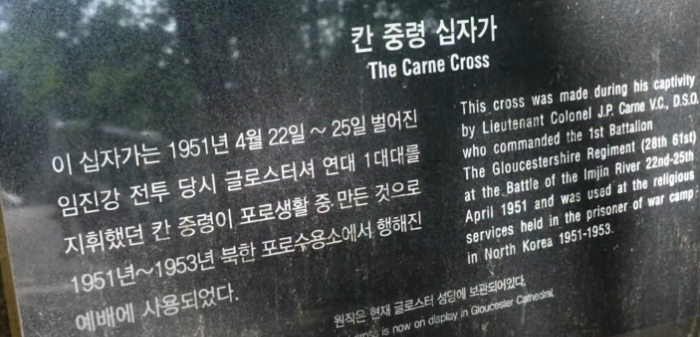 칸 중령 십자가
The Carne Cross
이 십자가는 1951년 4월 22일 ~ 25일 벌어진
임진강 전투 당시 글로스터셔 연대 1대대를
지휘했던 칸 중령이 포로생활 중 만든 것으로
1951년~1953년 북한 포로수용소에서 행해진
예배에 사용되었다.
This cross was made during his captivity
by Lieutenant Colonel J.P. Carne V.C., D.S.O.
who commanded the 1st Battalion
The Gloucestershire Regiment (28th 61st)
at the Battle of the Imjin River 22nd-25th
April 1951 and was used at the religious
services held in the prisoner of war camp
in North Korea 1951-1953.
원작은 현재 글로스터 성당에 보관되어있다.
is now on display in Gloucester Cathedral.